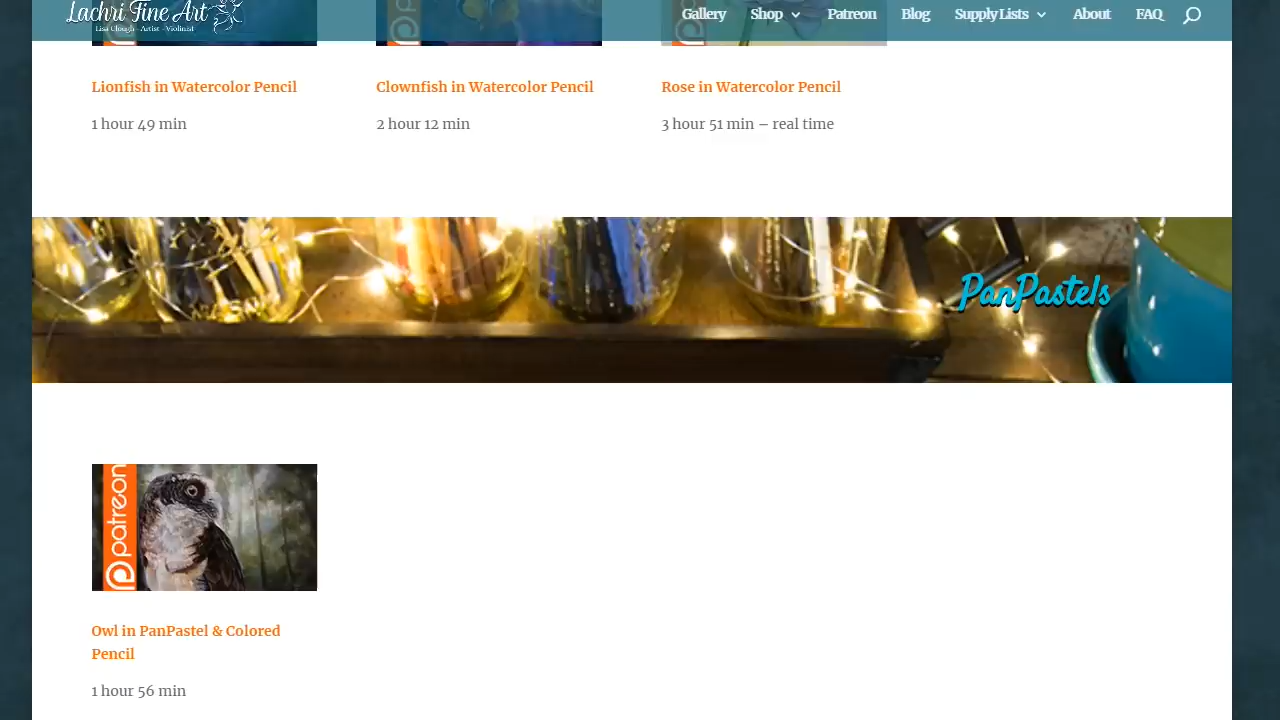 Lachri Fine Art
Lisa Clough - Artist - Violinist
Gallery Shop Patreon Blog Supply Lists About FAQ
Lionfish in Watercolor Pencil
1 hour 49 min
Clownfish in Watercolor Pencil
2 hour 12 min
Rose in Watercolor Pencil
3 hour 51 min – real time
PanPastels
patreon
Owl in PanPastel & Colored
Pencil
1 hour 56 min